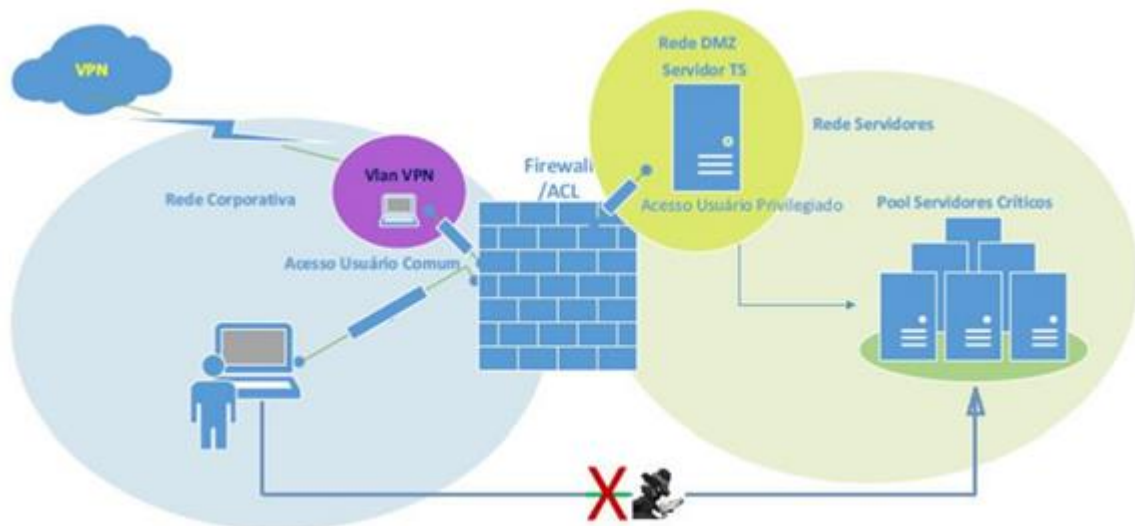 VPN
Rede DMZ
Servidor TS
Rede Servidores
Vlan VPN
Firewall
/ACL
Rede Corporativa
Acesso Usuário Privilegiado
Pool Servidores Críticos
Acesso Usuário Comum
X